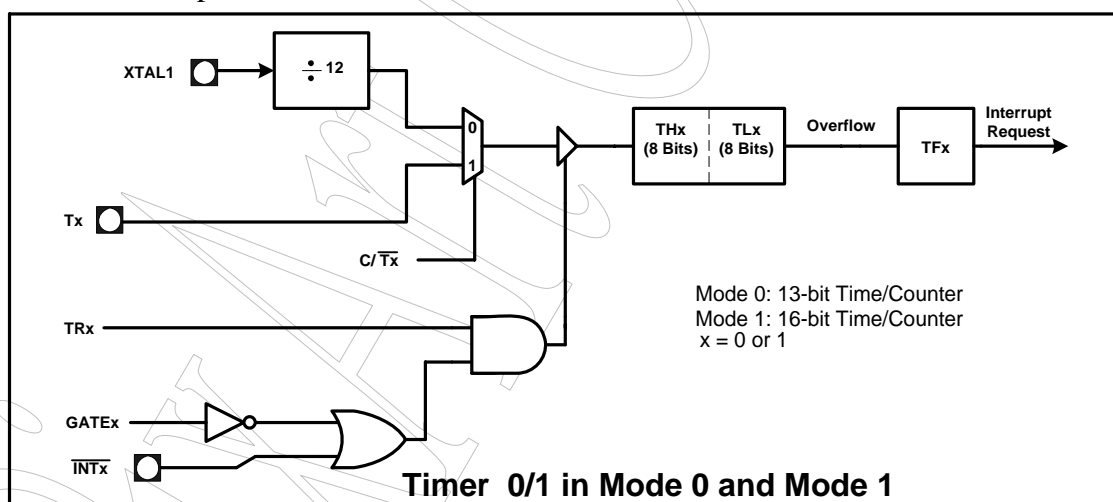 XTAL1
÷ 12
0
1
THx
(8 Bits)
TLx
(8 Bits)
Overflow
TFx
Interrupt
Request
Tx
C/T̅x̅
Mode 0: 13-bit Time/Counter
Mode 1: 16-bit Time/Counter
x = 0 or 1
TRx
GATEx
I̅N̅T̅x̅
Timer 0/1 in Mode 0 and Mode 1